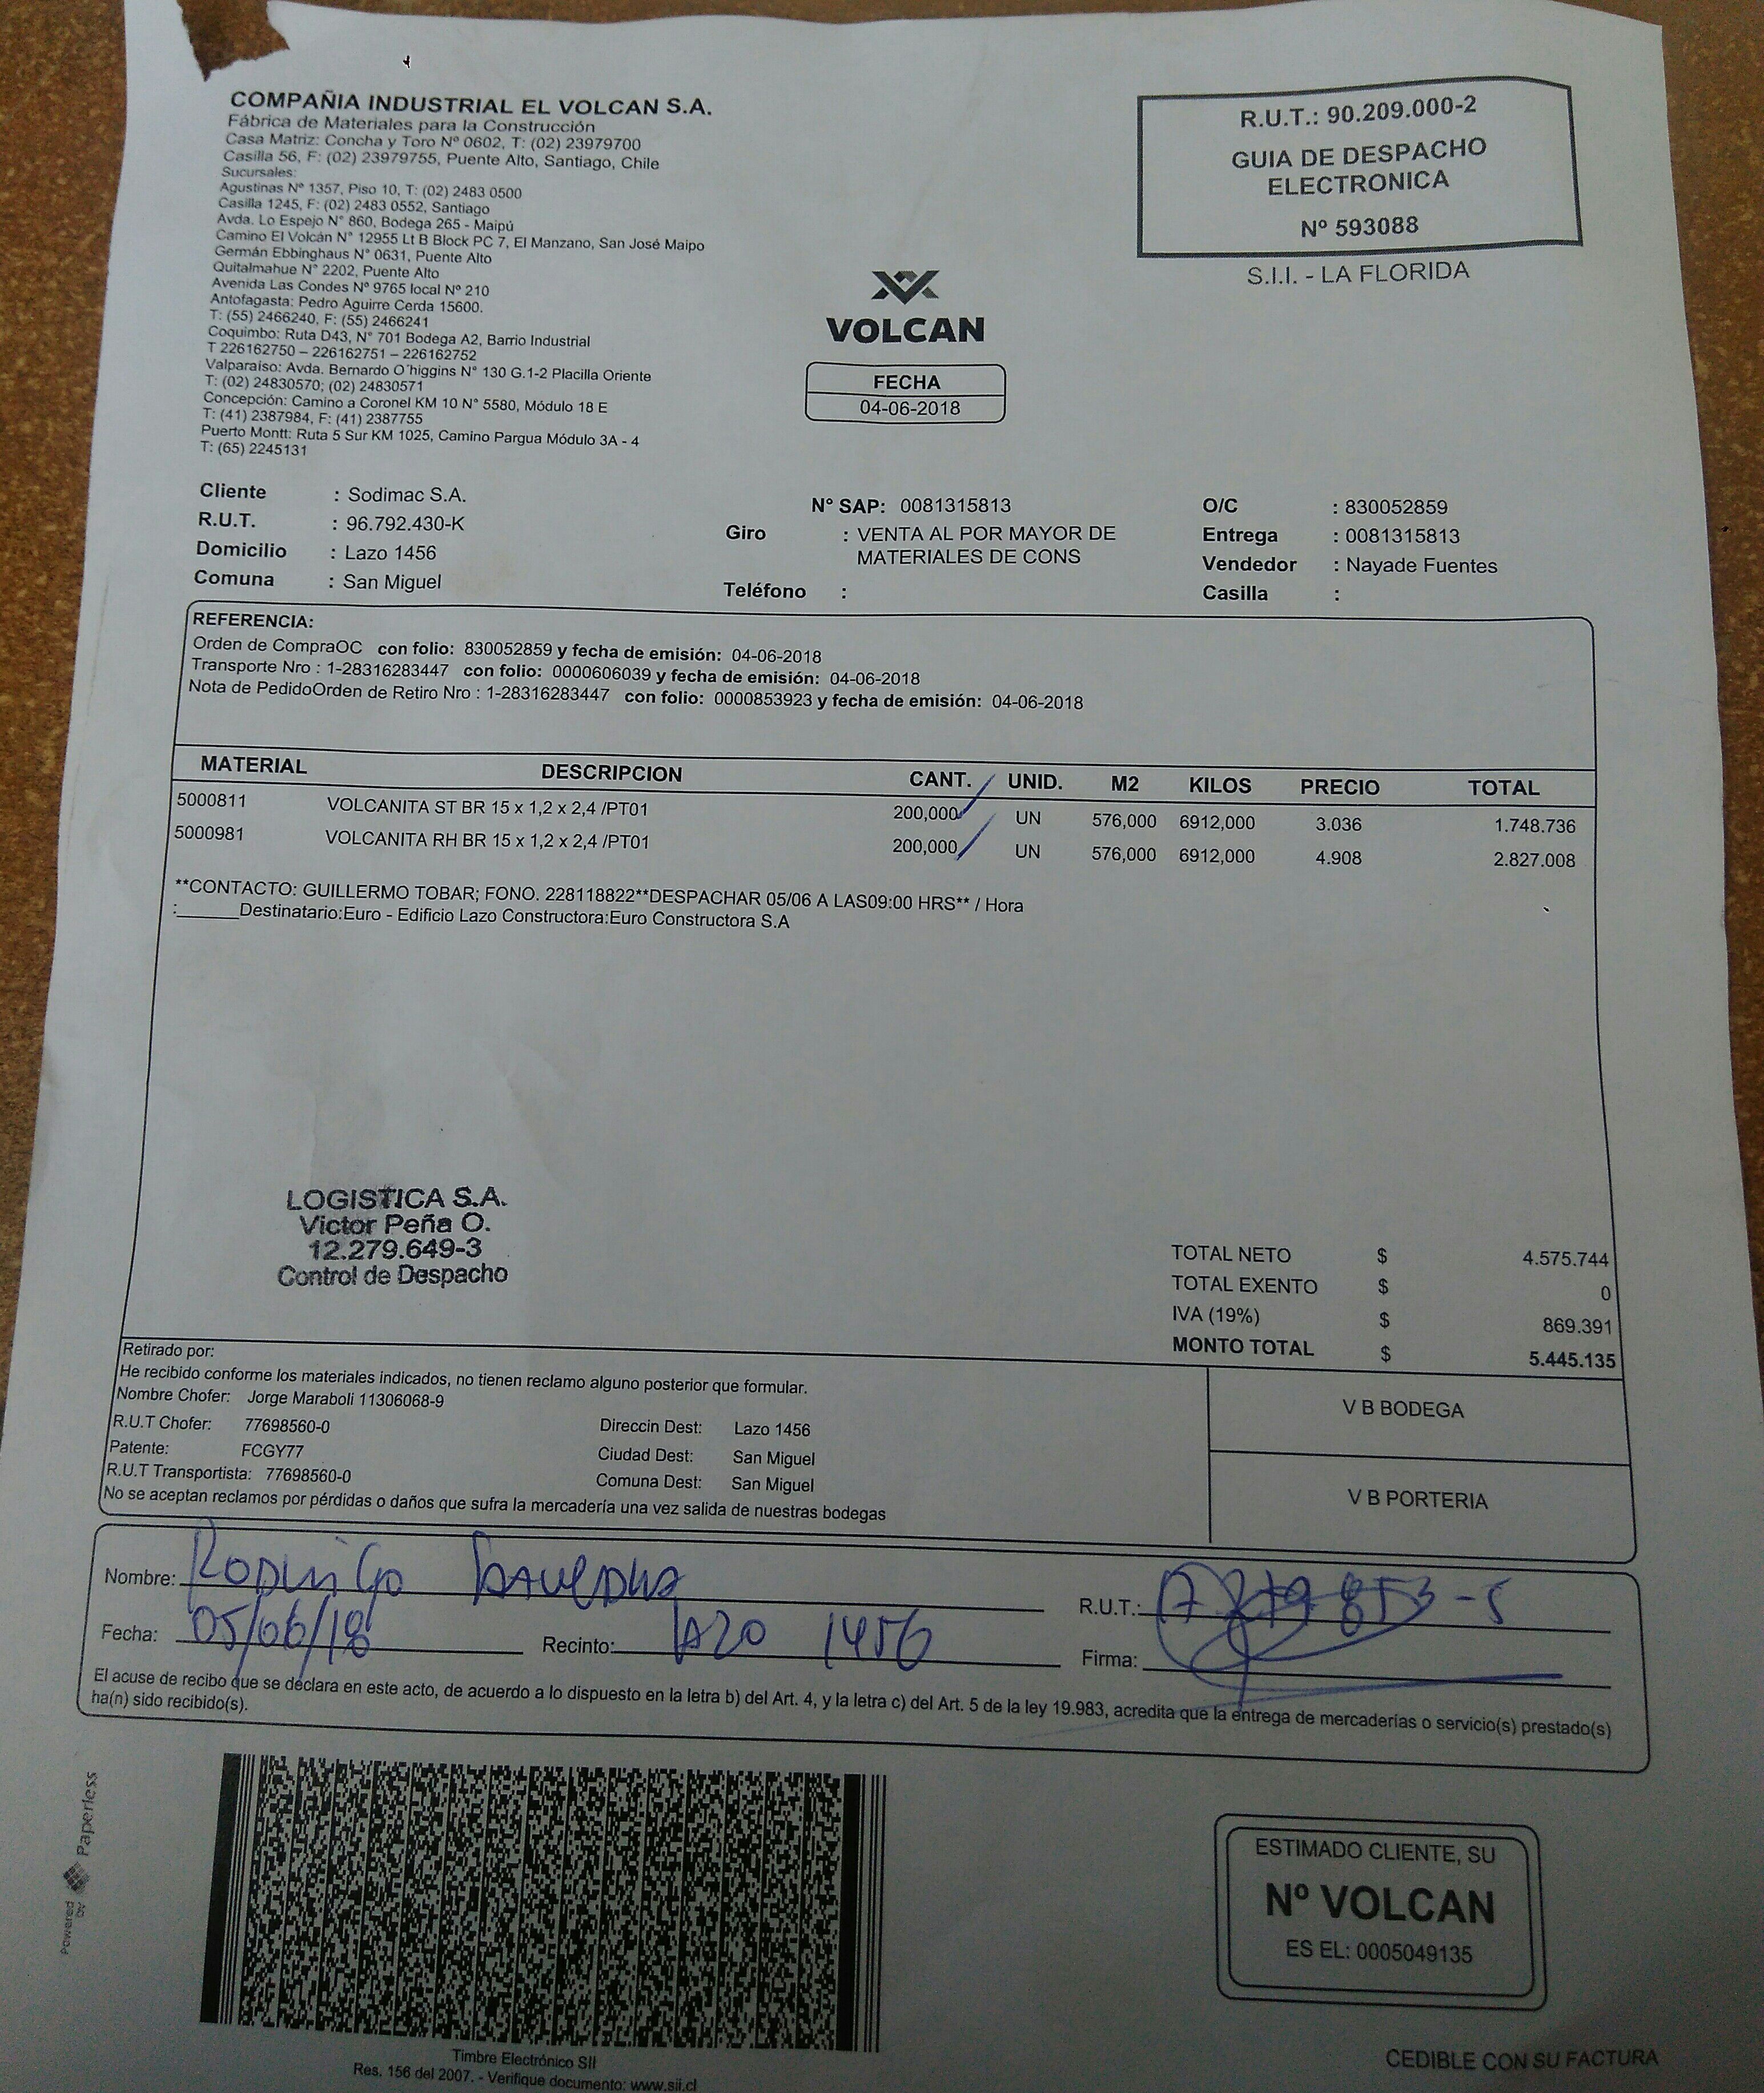 COMPAÑIA INDUSTRIAL EL VOLCAN S.A.
Fábrica de Materiales para la Construcción
Casa Matriz: Concha y Toro Nº 0602, T: (02) 23979700
Casilla 56, F: (02) 23979755, Puente Alto, Santiago, Chile
Sucursales:
Agustinas Nº 1357, Piso 10, T: (02) 2483 0500
Casilla 1245, F: (02) 2483 0552, Santiago
Avda. Lo Espejo N° 860, Bodega 265 - Maipú
Camino El Volcán N° 12955 Lt B Block PC 7, El Manzano, San José Maipo
Germán Ebbinghaus N° 0631, Puente Alto
Quitalmahue N° 2202, Puente Alto
Avenida Las Condes Nº 9765 local Nº 210
Antofagasta: Pedro Aguirre Cerda 15600.
T: (55) 2466240, F: (55) 2466241
Coquimbo: Ruta D43, N° 701 Bodega A2, Barrio Industrial
T 226162750 – 226162751 – 226162752
Valparaiso: Avda. Bernardo O´higgins N° 130 G.1-2 Placilla Oriente
T: (02) 24830570; (02) 24830571
Concepción: Camino a Coronel KM 10 N° 5580, Módulo 18 E
T: (41) 2387984, F: (41) 2387755
Puerto Montt: Ruta 5 Sur KM 1025, Camino Pargua Módulo 3A - 4
T: (65) 2245131
R.U.T.: 90.209.000-2
GUIA DE DESPACHO
ELECTRONICA
Nº 593088
S.I.I. - LA FLORIDA
VOLCAN
FECHA
04-06-2018
Cliente : Sodimac S.A.
R.U.T. : 96.792.430-K
Domicilio : Lazo 1456
Comuna : San Miguel
N° SAP: 0081315813
Giro : VENTA AL POR MAYOR DE
MATERIALES DE CONS
Teléfono :
O/C : 830052859
Entrega : 0081315813
Vendedor : Nayade Fuentes
Casilla :
REFERENCIA:
Orden de CompraOC con folio: 830052859 y fecha de emisión: 04-06-2018
Transporte Nro : 1-28316283447 con folio: 0000606039 y fecha de emisión: 04-06-2018
Nota de PedidoOrden de Retiro Nro : 1-28316283447 con folio: 0000853923 y fecha de emisión: 04-06-2018
MATERIAL DESCRIPCION CANT. UNID. M2 KILOS PRECIO TOTAL
5000811 VOLCANITA ST BR 15 x 1,2 x 2,4 /PT01 200,000 UN 576,000 6912,000 3.036 1.748.736
5000981 VOLCANITA RH BR 15 x 1,2 x 2,4 /PT01 200,000 UN 576,000 6912,000 4.908 2.827.008
**CONTACTO: GUILLERMO TOBAR; FONO. 228118822**DESPACHAR 05/06 A LAS09:00 HRS** / Hora
:______Destinatario:Euro - Edificio Lazo Constructora:Euro Constructora S.A
LOGISTICA S.A.
Victor Peña O.
12.279.649-3
Control de Despacho
TOTAL NETO $ 4.575.744
TOTAL EXENTO $ 0
IVA (19%) $ 869.391
MONTO TOTAL $ 5.445.135
Retirado por:
He recibido conforme los materiales indicados, no tienen reclamo alguno posterior que formular.
Nombre Chofer: Jorge Maraboli 11306068-9
R.U.T Chofer: 77698560-0
Patente: FCGY77
R.U.T Transportista: 77698560-0
Direccin Dest: Lazo 1456
Ciudad Dest: San Miguel
Comuna Dest: San Miguel
No se aceptan reclamos por pérdidas o daños que sufra la mercadería una vez salida de nuestras bodegas
V B BODEGA
V B PORTERIA
Nombre: Rodrigo Saavedra
R.U.T.:
Fecha: 05/06/18 Recinto: LAZO 1456 Firma:
El acuse de recibo que se declara en este acto, de acuerdo a lo dispuesto en la letra b) del Art. 4, y la letra c) del Art. 5 de la ley 19.983, acredita que la entrega de mercaderías o servicio(s) prestado(s)
ha(n) sido recibido(s).
Powered by Paperless
Timbre Electrónico SII
Res. 156 del 2007. - Verifique documento: www.sii.cl
ESTIMADO CLIENTE, SU
Nº VOLCAN
ES EL: 0005049135
CEDIBLE CON SU FACTURA